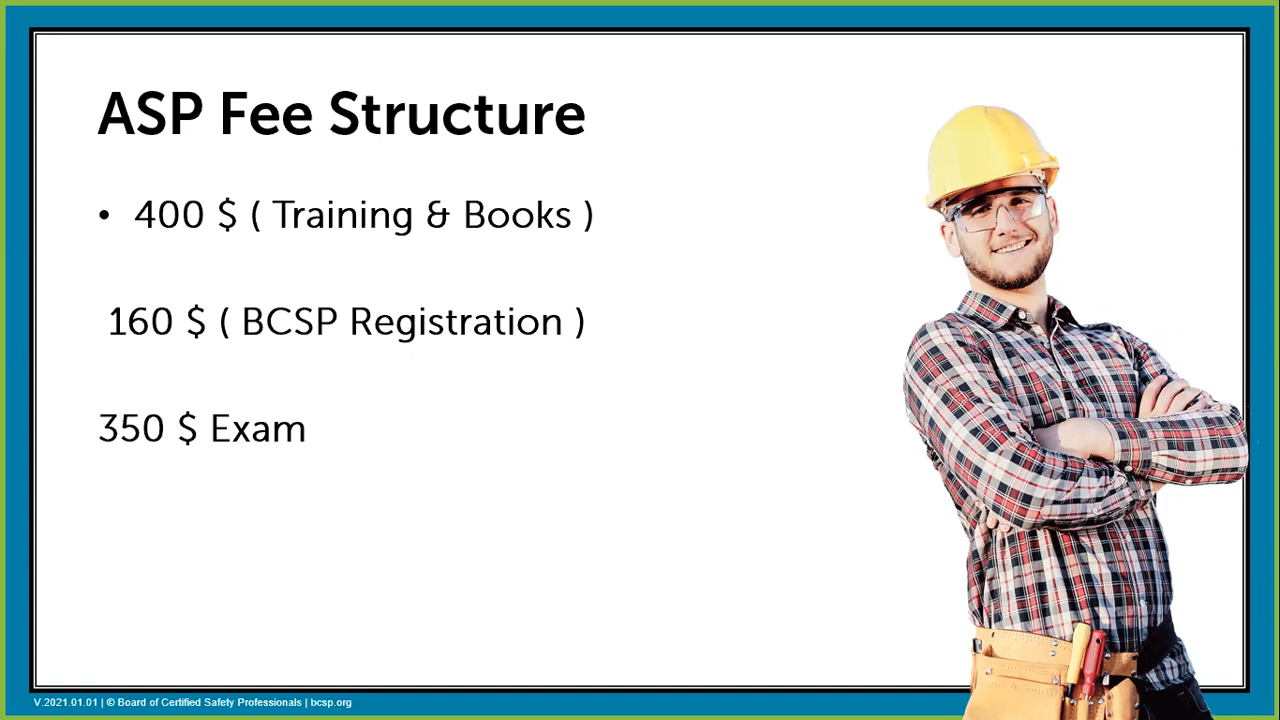 ASP Fee Structure
• 400 $ ( Training & Books )
160 $ ( BCSP Registration )
350 $ Exam
V.2021.01.01 | © Board of Certified Safety Professionals | bcsp.org